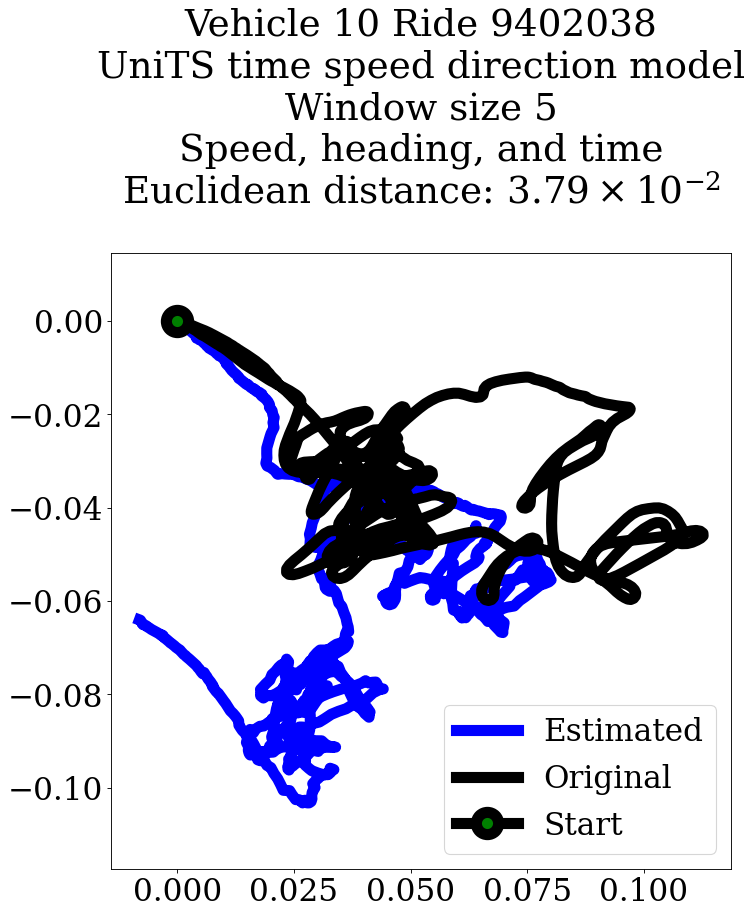 Vehicle 10 Ride 9402038
UniTS time speed direction model
Window size 5
Speed, heading, and time
Euclidean distance: 3.79 × 10⁻²
0.00
−0.02
−0.04
−0.06
−0.08
−0.10
Estimated
Original
Start
0.000 0.025 0.050 0.075 0.100